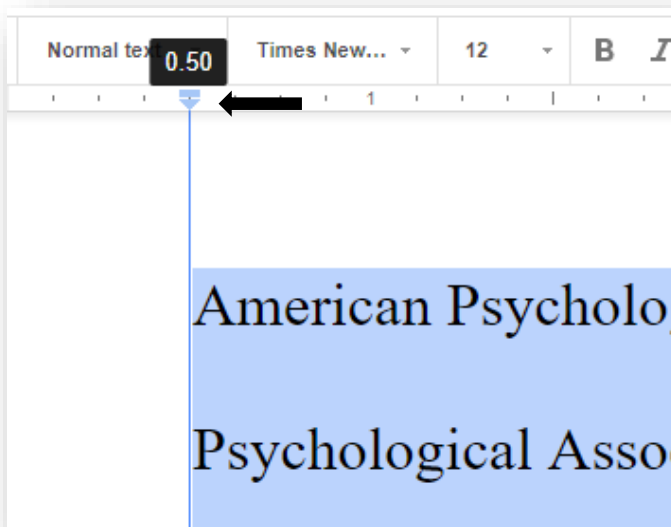 Normal text Times New... 12 B I
0.50
1
American Psycholo
Psychological Asso